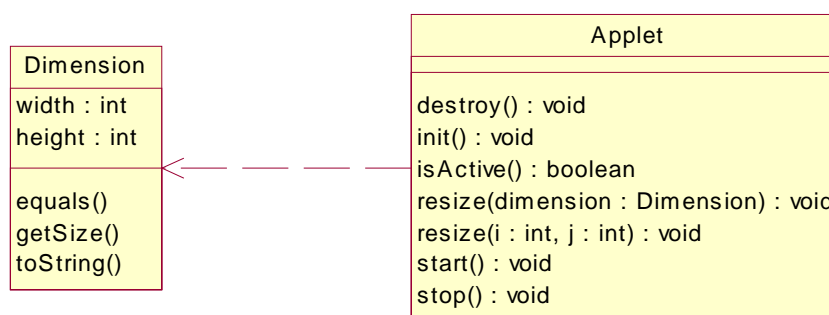 Dimension
width : int
height : int
equals()
getSize()
toString()
Applet
destroy() : void
init() : void
isActive() : boolean
resize(dimension : Dimension) : void
resize(i : int, j : int) : void
start() : void
stop() : void